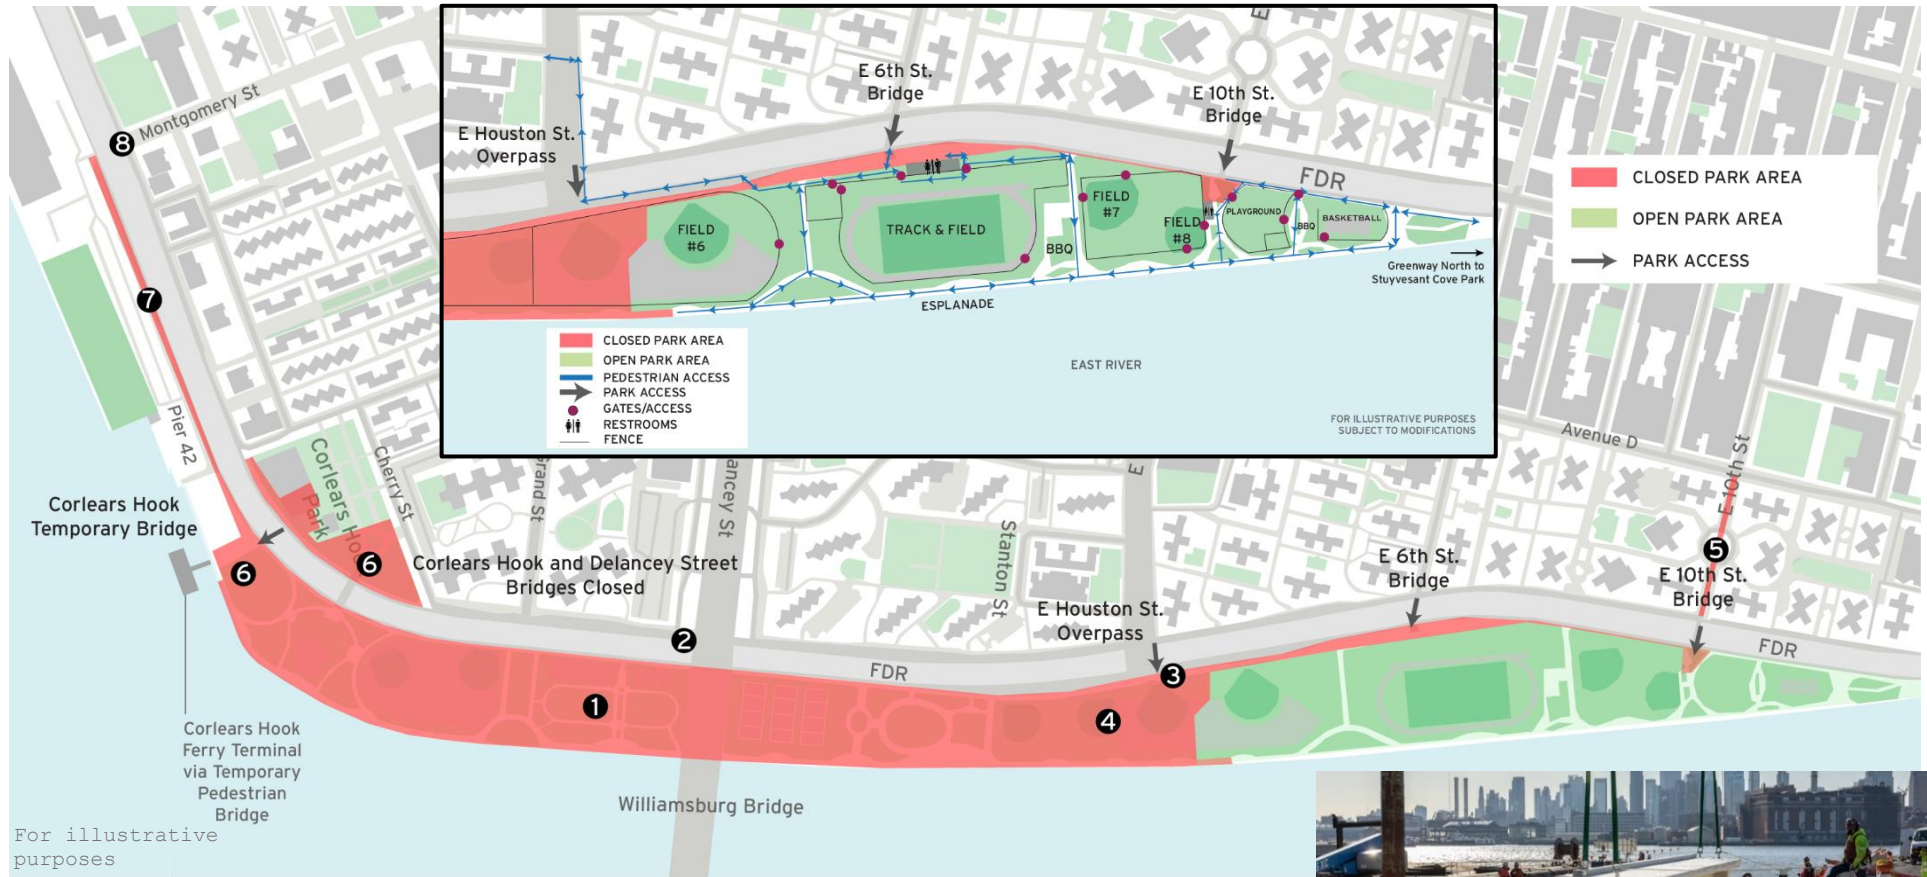 8
Montgomery St
7
Pier 42
Corlears Hook
Park
Corlears Hoo
Cherry St
Grand St
ancey St
Corlears Hook
Temporary Bridge
6
6
Corlears Hook and Delancey Street
Bridges Closed
Corlears Hook
Ferry Terminal
via Temporary
Pedestrian
Bridge
For illustrative
purposes
1
2
FDR
Williamsburg Bridge
Stanton St
E
E Houston St.
Overpass
3
4
E 6th St.
Bridge
Avenue D
E 10th St
5
E 10th St.
Bridge
FDR
CLOSED PARK AREA
OPEN PARK AREA
PARK ACCESS
E
E Houston St.
Overpass
E 6th St.
Bridge
E 10th St.
Bridge
FDR
FIELD
#6
TRACK & FIELD
BBQ
FIELD
#7
FIELD
#8
PLAYGROUND
BBQ
BASKETBALL
Greenway North to
Stuyvesant Cove Park
ESPLANADE
EAST RIVER
CLOSED PARK AREA
OPEN PARK AREA
PEDESTRIAN ACCESS
PARK ACCESS
GATES/ACCESS
RESTROOMS
FENCE
FOR ILLUSTRATIVE PURPOSES
SUBJECT TO MODIFICATIONS